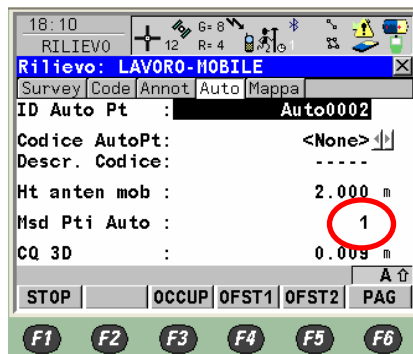 18:10
RILIEVO
12
G= 8
R= 4
1
Rilievo: LAVORO-MOBILE
Survey Code Annot Auto Mappa
ID Auto Pt : Auto0002
Codice AutoPt: <None>
Descr. Codice: -----
Ht anten mob : 2.000 m
Msd Pti Auto : 1
CQ 3D : 0.009 m
A
STOP OCCUP OFST1 OFST2 PAG
F1 F2 F3 F4 F5 F6